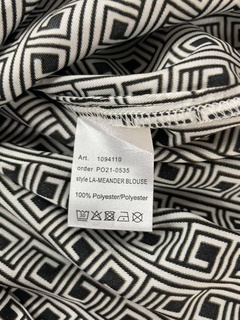 Art. 1094110
order PO21-0535
style LA-MEANDER BLOUSE
100% Polyester/Polyester